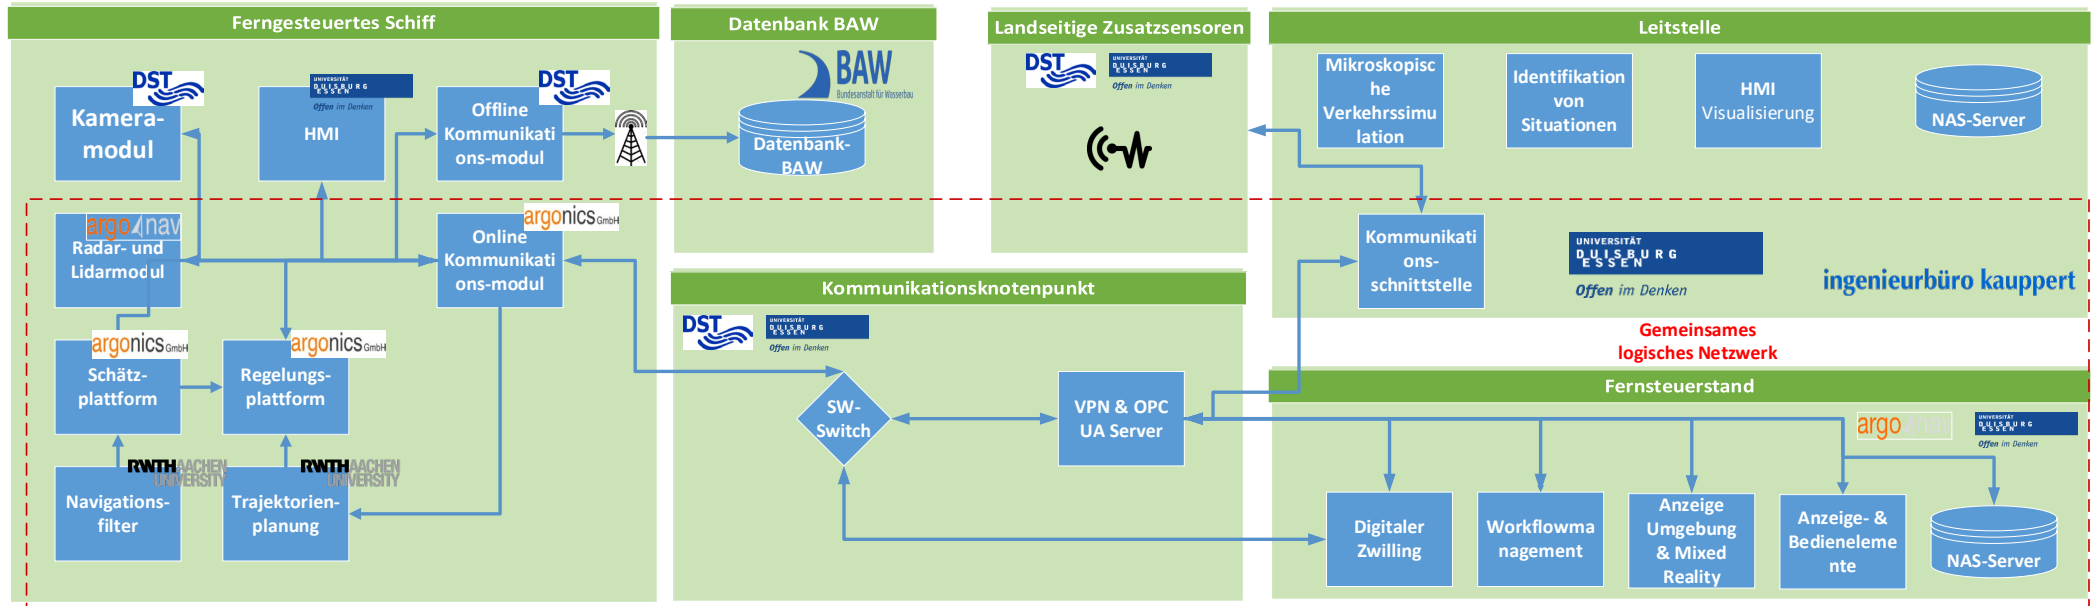 Ferngesteuertes Schiff
DST
Kamera-
modul
UNIVERSITÄT
DUISBURG
ESSEN
Offen im Denken
HMI
DST
Offline
Kommunikati
ons-modul
argonav
Radar- und
Lidarmodul
argonics GmbH
Online
Kommunikati
ons-modul
argonics GmbH
Schätz-
plattform
argonics GmbH
Regelungs-
plattform
RWTH AACHEN
UNIVERSITY
Navigations-
filter
RWTH AACHEN
UNIVERSITY
Trajektorien-
planung
Datenbank BAW
BAW
Bundesanstalt für Wasserbau
Datenbank-
BAW
Landseitige Zusatzsensoren
DST
UNIVERSITÄT
DUISBURG
ESSEN
Offen im Denken
Kommunikationsknotenpunkt
DST
UNIVERSITÄT
DUISBURG
ESSEN
Offen im Denken
SW-
Switch
VPN & OPC
UA Server
Leitstelle
Mikroskopisc
he
Verkehrssimu
lation
Identifikation
von
Situationen
HMI
Visualisierung
NAS-Server
Kommunikati
ons-
schnittstelle
UNIVERSITÄT
DUISBURG
ESSEN
Offen im Denken
ingenieurbüro kauppert
Gemeinsames
logisches Netzwerk
Fernsteuerstand
argonav
UNIVERSITÄT
DUISBURG
ESSEN
Offen im Denken
Digitaler
Zwilling
Workflowma
nagement
Anzeige
Umgebung
& Mixed
Reality
Anzeige- &
Bedieneleme
nte
NAS-Server